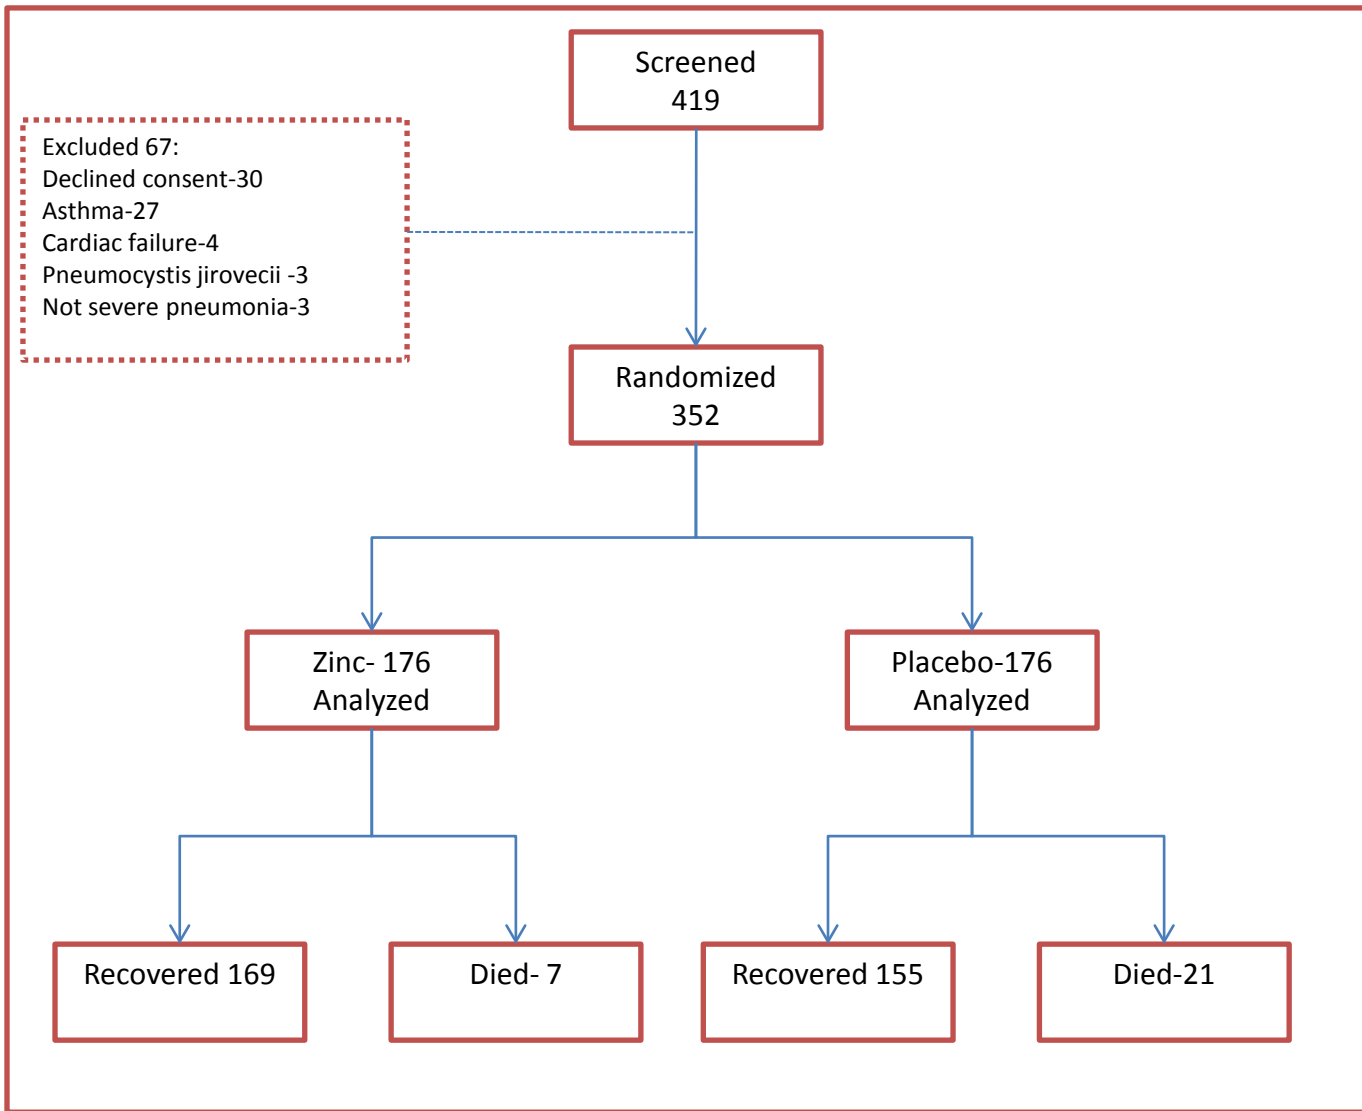 Screened
419
Excluded 67:
Declined consent-30
Asthma-27
Cardiac failure-4
Pneumocystis jirovecii -3
Not severe pneumonia-3
Randomized
352
Zinc- 176
Analyzed
Placebo-176
Analyzed
Recovered 169
Died- 7
Recovered 155
Died-21